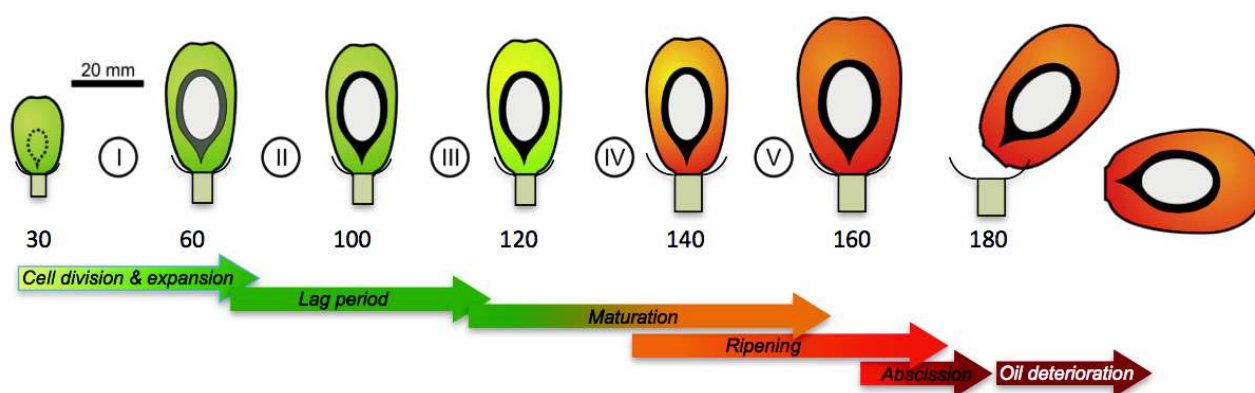 20 mm
I
II
III
IV
V
30
60
100
120
140
160
180
Cell division & expansion
Lag period
Maturation
Ripening
Abscission
Oil deterioration